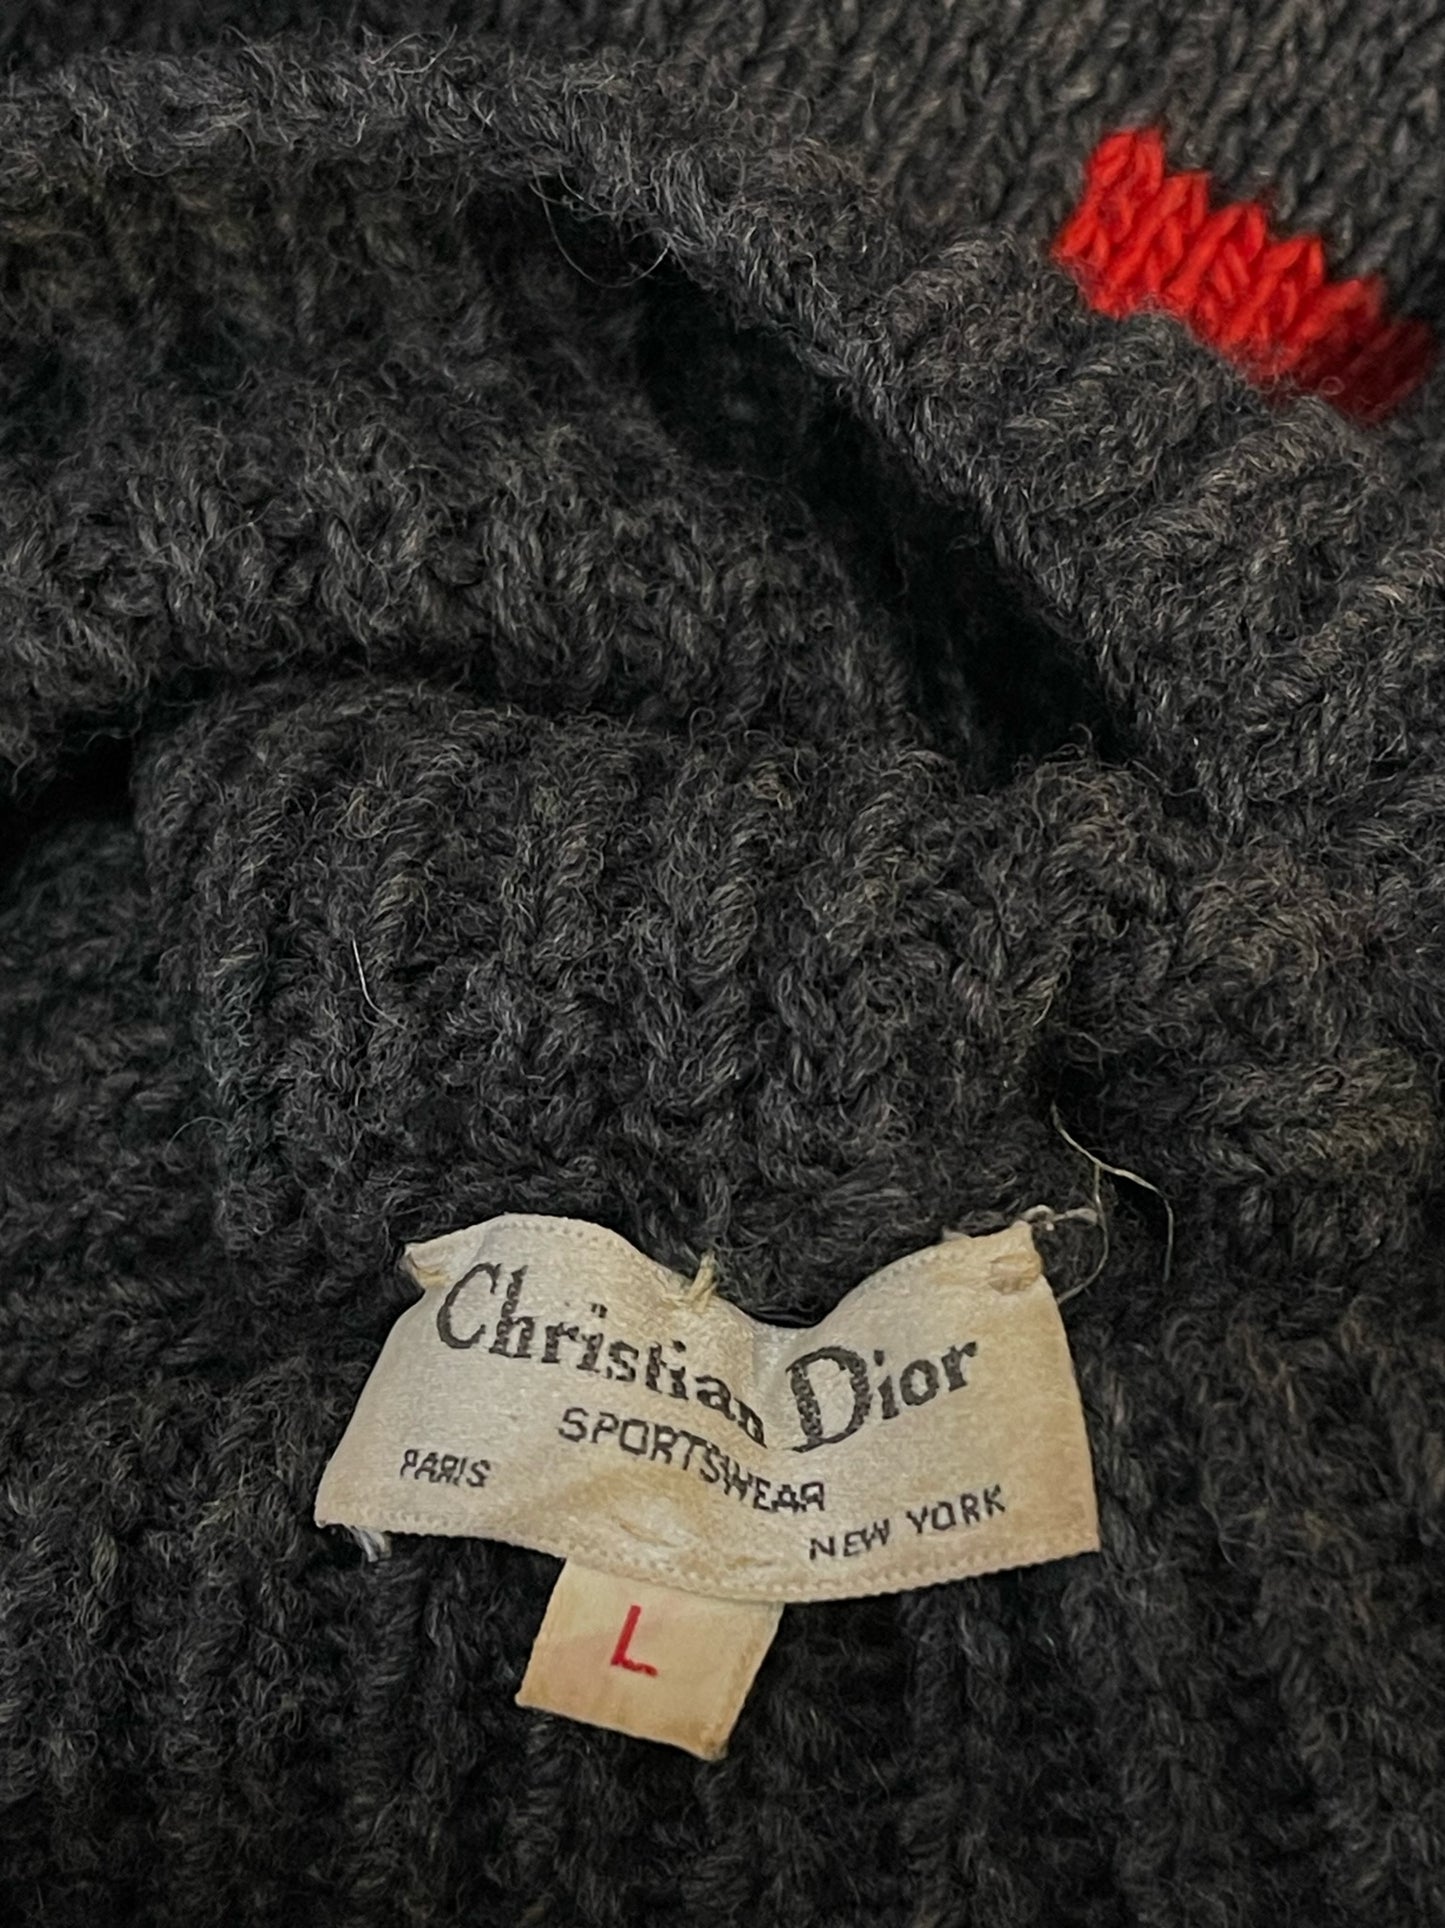 Christian Dior
SPORTSWEAR
PARIS
NEW YORK
L